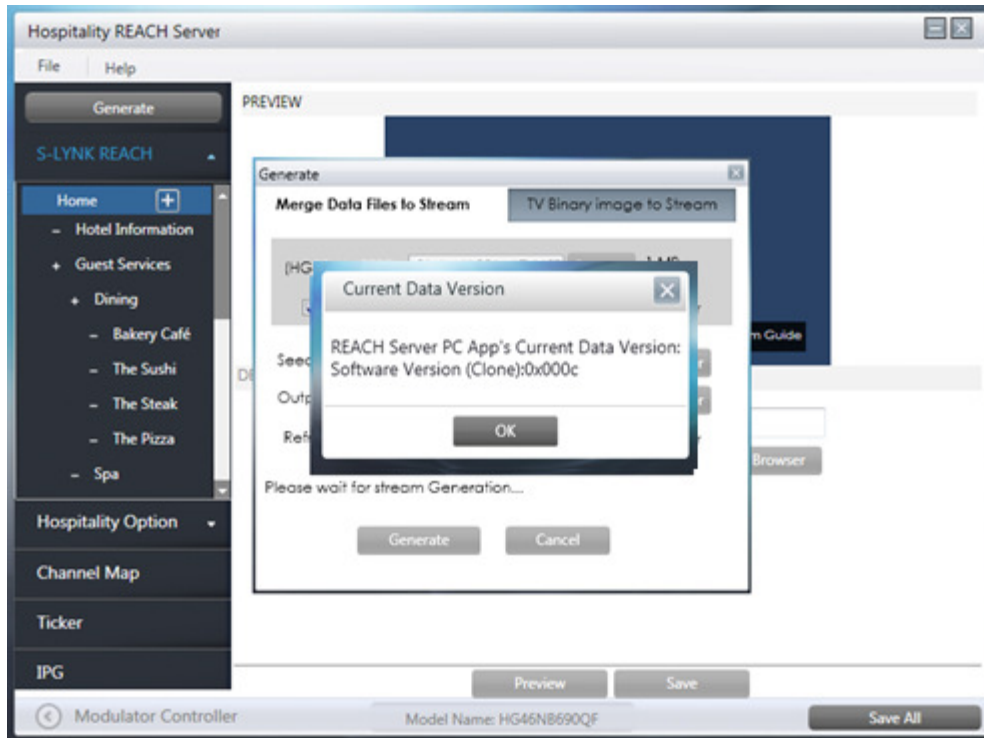 Hospitality REACH Server
File Help
Generate
PREVIEW
S-LYNK REACH
Generate
Merge Data Files to Stream TV Binary image to Stream
Home
- Hotel Information
+ Guest Services
(HG
Current Data Version
+ Dining
REACH Server PC App's Current Data Version:
Software Version (Clone):0x000c
- Bakery Café
m Guide
- The Sushi
- The Steak
OK
- The Pizza
Browser
- Spa
Please wait for stream Generation...
Hospitality Option
Generate Cancel
Channel Map
Ticker
IPG
Preview Save
Modulator Controller Model Name: HG46NB690QF Save All